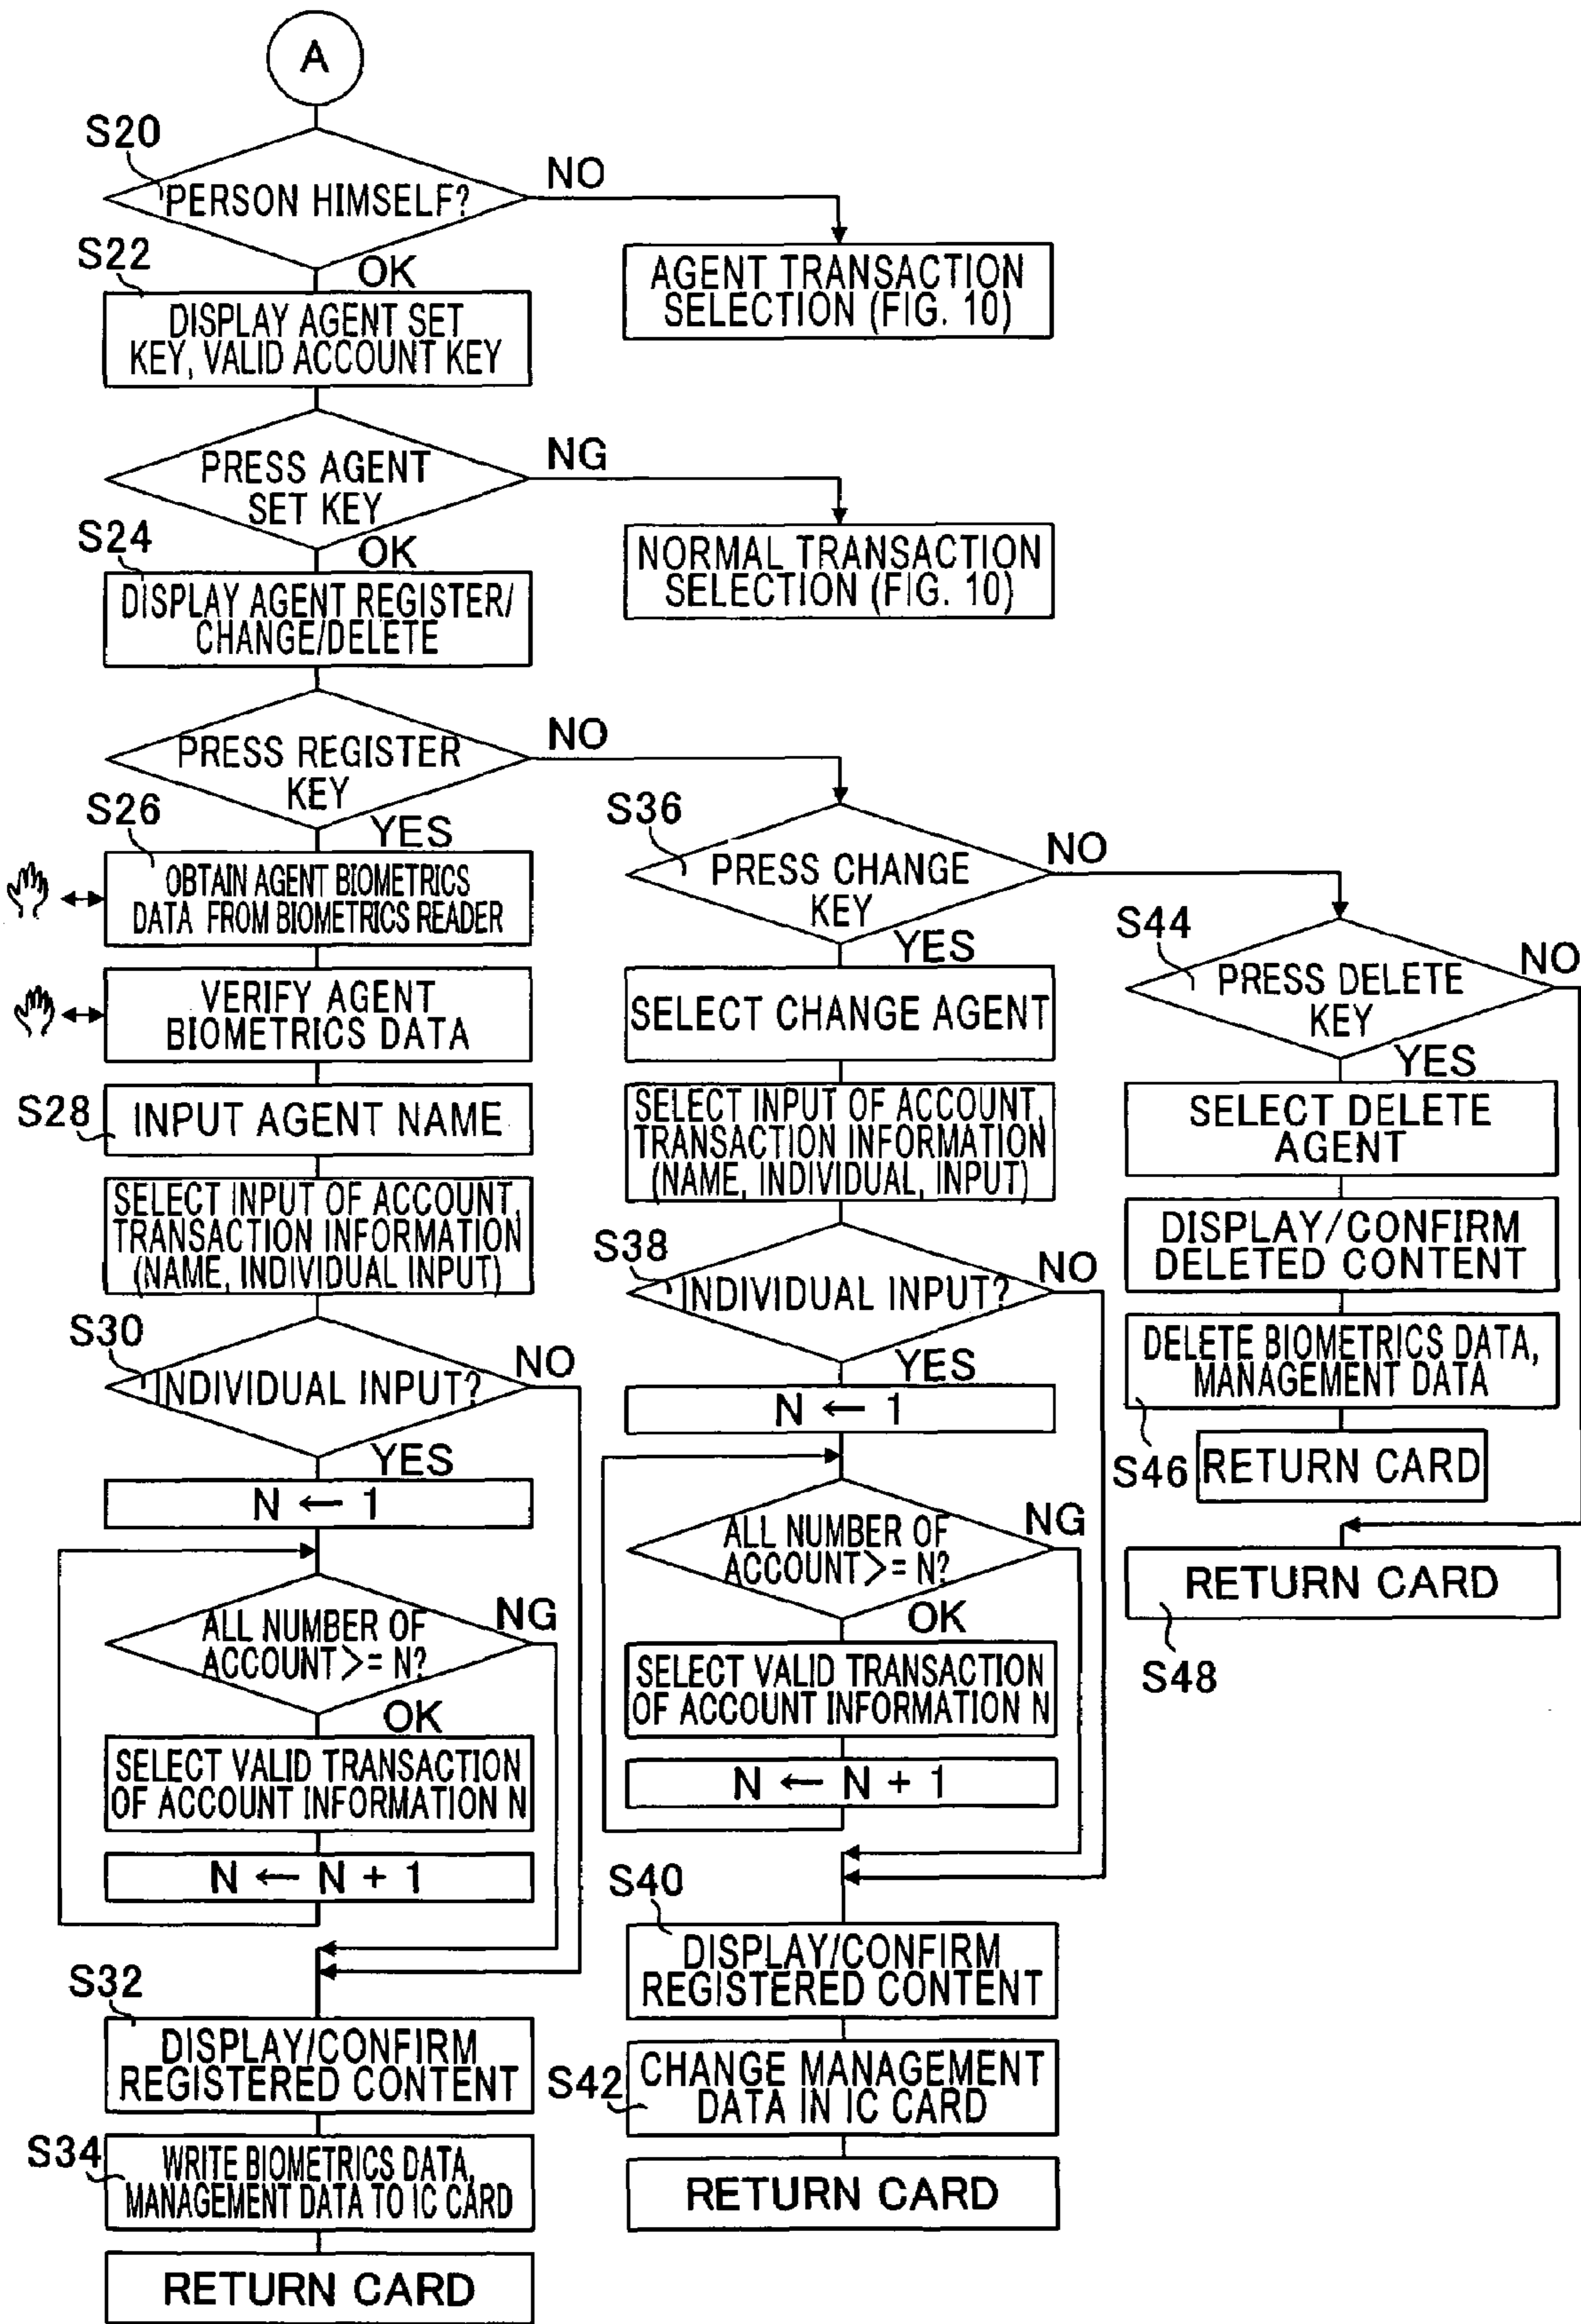 A
S20
PERSON HIMSELF?
NO
AGENT TRANSACTION
SELECTION (FIG. 10)
S22
OK
DISPLAY AGENT SET
KEY, VALID ACCOUNT KEY
PRESS AGENT
SET KEY
NG
NORMAL TRANSACTION
SELECTION (FIG. 10)
S24
OK
DISPLAY AGENT REGISTER/
CHANGE/DELETE
PRESS REGISTER
KEY
NO
S26
YES
OBTAIN AGENT BIOMETRICS
DATA FROM BIOMETRICS READER
VERIFY AGENT
BIOMETRICS DATA
S28
INPUT AGENT NAME
SELECT INPUT OF ACCOUNT,
TRANSACTION INFORMATION
(NAME, INDIVIDUAL INPUT)
S30
INDIVIDUAL INPUT?
NO
YES
N ← 1
ALL NUMBER OF
ACCOUNT>= N?
NG
OK
SELECT VALID TRANSACTION
OF ACCOUNT INFORMATION N
N ← N + 1
S32
DISPLAY/CONFIRM
REGISTERED CONTENT
S34
WRITE BIOMETRICS DATA,
MANAGEMENT DATA TO IC CARD
RETURN CARD
S36
PRESS CHANGE
KEY
NO
YES
SELECT CHANGE AGENT
SELECT INPUT OF ACCOUNT,
TRANSACTION INFORMATION
(NAME, INDIVIDUAL, INPUT)
S38
INDIVIDUAL INPUT?
NO
YES
N ← 1
ALL NUMBER OF
ACCOUNT>= N?
NG
OK
SELECT VALID TRANSACTION
OF ACCOUNT INFORMATION N
N ← N + 1
S40
DISPLAY/CONFIRM
REGISTERED CONTENT
S42
CHANGE MANAGEMENT
DATA IN IC CARD
RETURN CARD
S44
PRESS DELETE
KEY
NO
YES
SELECT DELETE
AGENT
DISPLAY/CONFIRM
DELETED CONTENT
DELETE BIOMETRICS DATA,
MANAGEMENT DATA
S46
RETURN CARD
RETURN CARD
S48